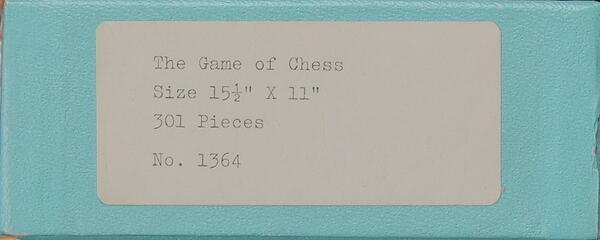 The Game of Chess
Size 15½" X 11"
301 Pieces
No. 1364